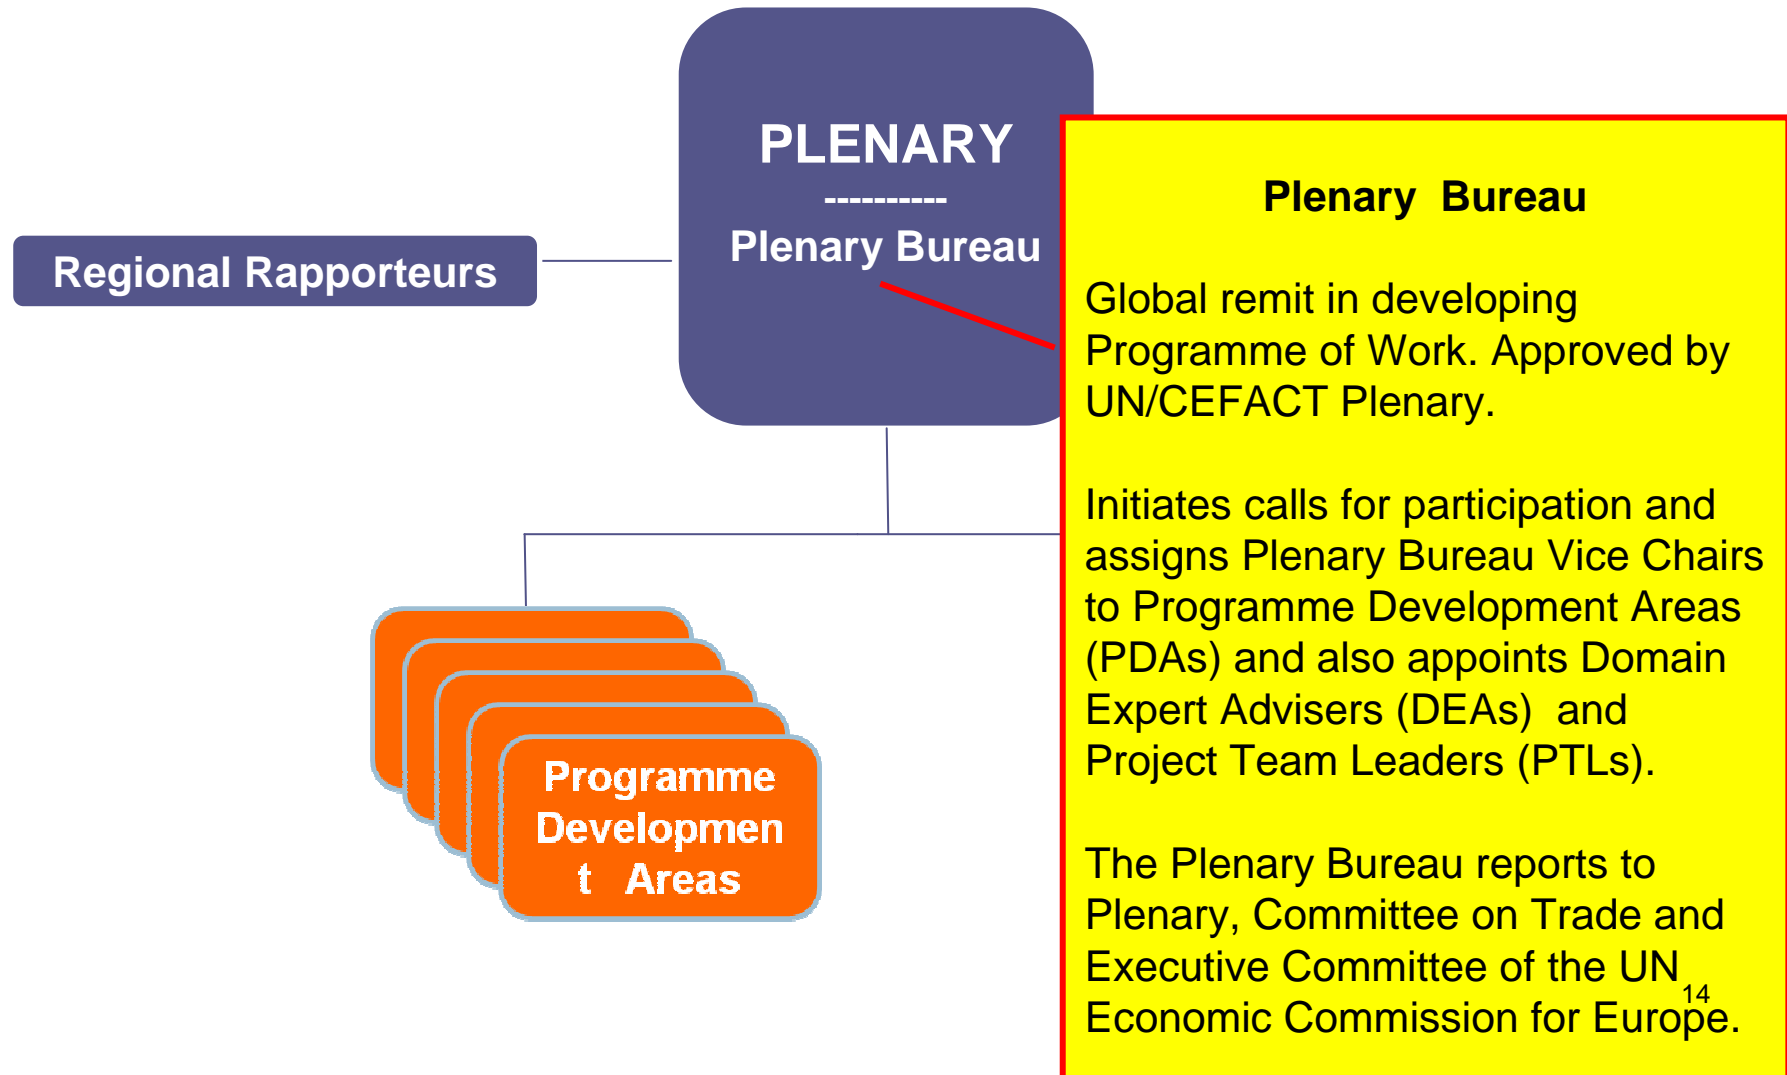 PLENARY
----------
Plenary Bureau
Regional Rapporteurs
Programme
Developmen
t Areas
Plenary Bureau
Global remit in developing
Programme of Work. Approved by
UN/CEFACT Plenary.
Initiates calls for participation and
assigns Plenary Bureau Vice Chairs
to Programme Development Areas
(PDAs) and also appoints Domain
Expert Advisers (DEAs) and
Project Team Leaders (PTLs).
The Plenary Bureau reports to
Plenary, Committee on Trade and
Executive Committee of the UN
Economic Commission for Europe.
14